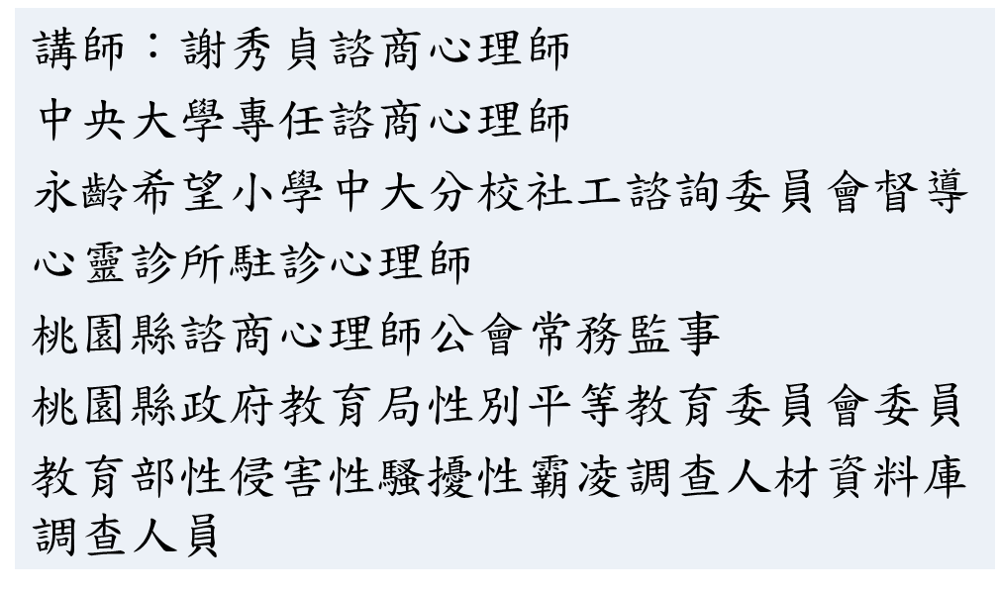 講師：謝秀貞諮商心理師
中央大學專任諮商心理師
永齡希望小學中大分校社工諮詢委員會督導
心靈診所駐診心理師
桃園縣諮商心理師公會常務監事
桃園縣政府教育局性別平等教育委員會委員
教育部性侵害性騷擾性霸凌調查人材資料庫
調查人員